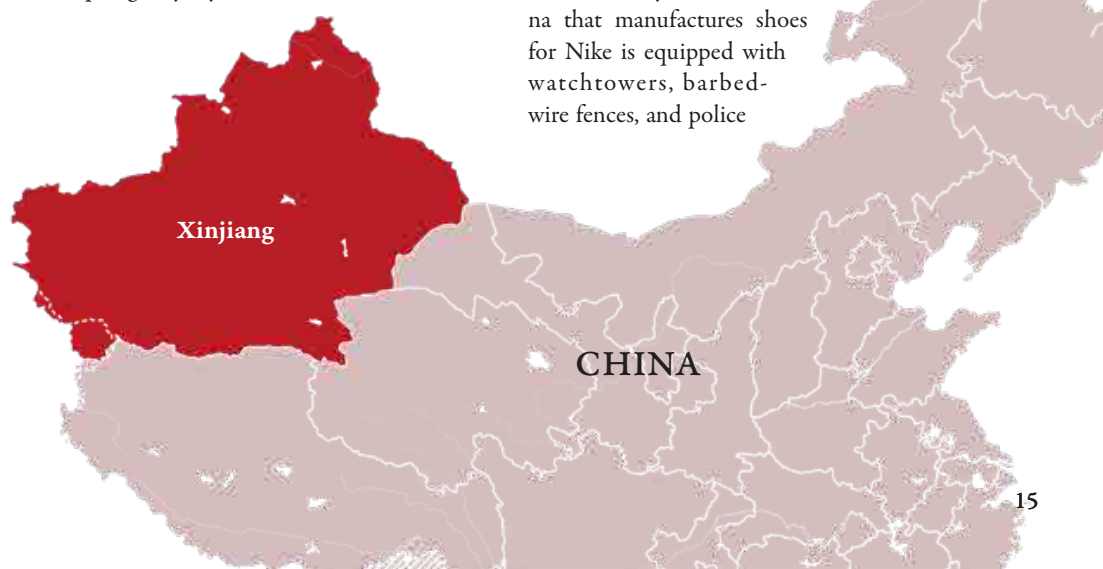 na that manufactures shoes
for Nike is equipped with
watchtowers, barbed-
wire fences, and police
Xinjiang
CHINA
15